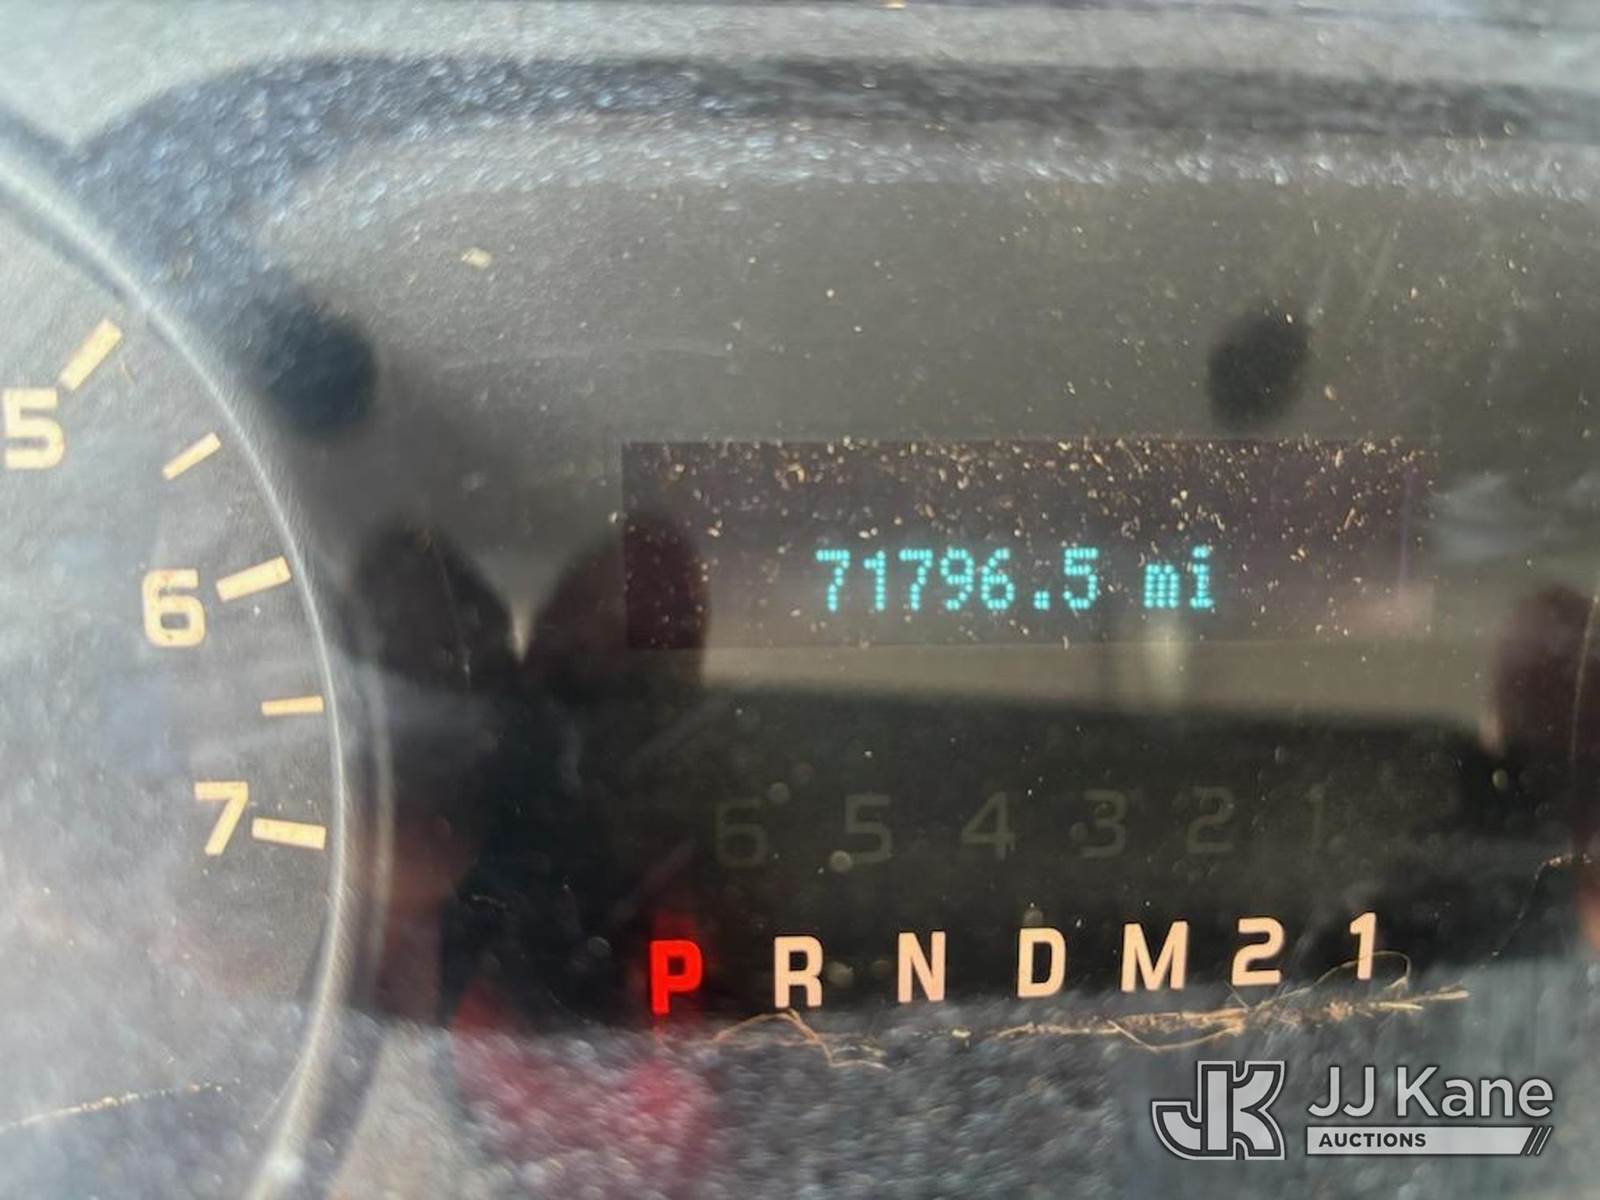 5
6
7
71796.5 mi
6 5 4 3 2 1
P R N D M 2 1
JK JJ Kane
AUCTIONS